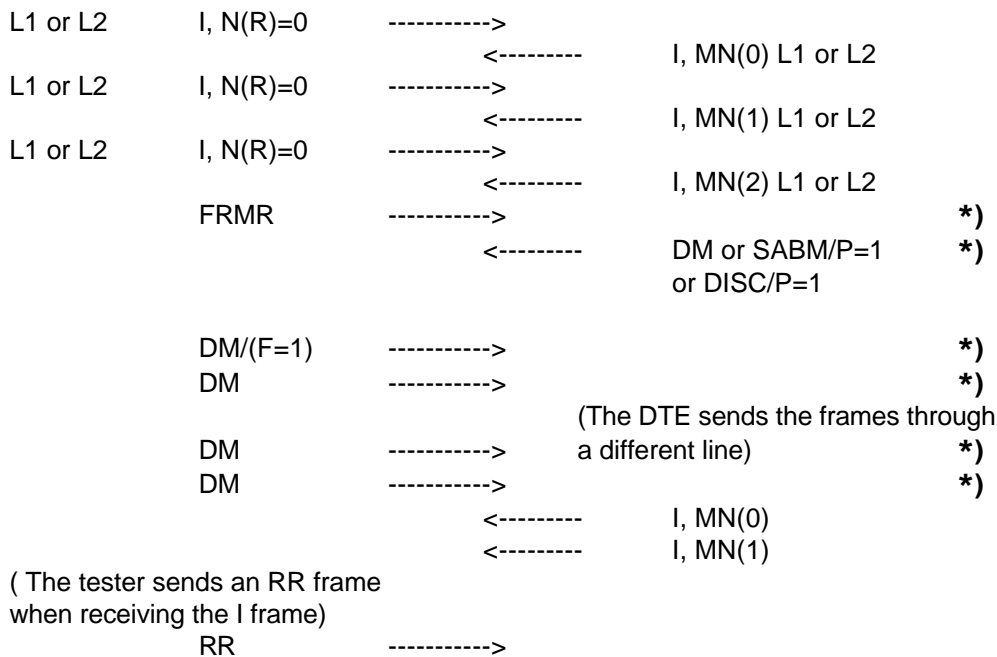 L1 or L2 I, N(R)=0 ----------->
<--------- I, MN(0) L1 or L2
L1 or L2 I, N(R)=0 ----------->
<--------- I, MN(1) L1 or L2
L1 or L2 I, N(R)=0 ----------->
<--------- I, MN(2) L1 or L2
FRMR -----------> *)
<--------- DM or SABM/P=1 *)
or DISC/P=1
DM/(F=1) -----------> *)
DM -----------> *)
(The DTE sends the frames through
DM -----------> a different line) *)
DM -----------> *)
<--------- I, MN(0)
<--------- I, MN(1)
( The tester sends an RR frame
when receiving the I frame)
RR ----------->